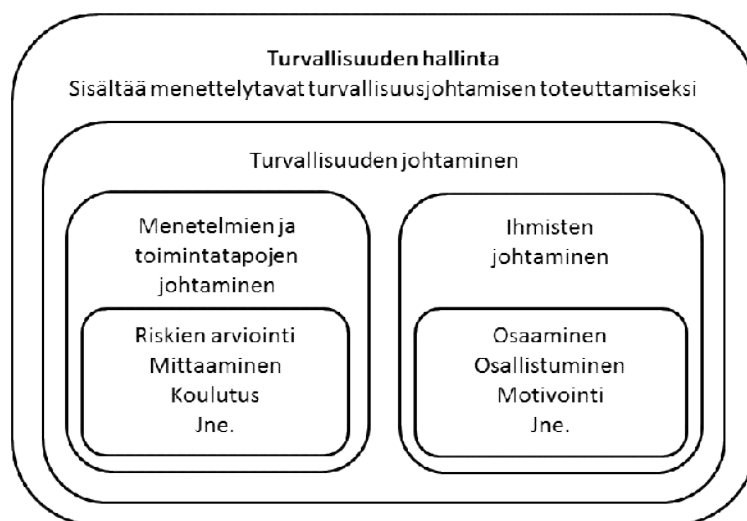 Turvallisuuden hallinta
Sisältää menettelytavat turvallisuusjohtamisen toteuttamiseksi
Turvallisuuden johtaminen
Menetelmien ja
toimintatapojen
johtaminen
Riskien arviointi
Mittaaminen
Koulutus
Jne.
Ihmisten
johtaminen
Osaaminen
Osallistuminen
Motivointi
Jne.